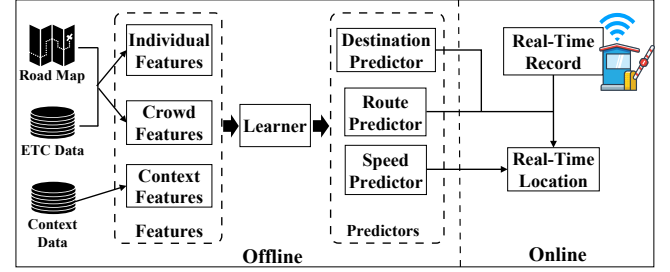 Road Map
ETC Data
Context
Data
Individual
Features
Crowd
Features
Context
Features
Features
Learner
Destination
Predictor
Route
Predictor
Speed
Predictor
Predictors
Offline
Real-Time
Record
Real-Time
Location
Online